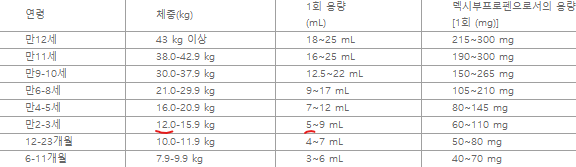 연령 체중(kg) 1회 용량 (mL) 덱시부프로펜으로서의 용량 [1회 (mg)]
만12세 43 kg 이상 18~25 mL 215~300 mg
만11세 38.0-42.9 kg 16~25 mL 190~300 mg
만9-10세 30.0-37.9 kg 12.5~22 mL 150~265 mg
만6-8세 21.0-29.9 kg 9~17 mL 105~210 mg
만4-5세 16.0-20.9 kg 7~12 mL 80~145 mg
만2-3세 12.0-15.9 kg 5~9 mL 60~110 mg
12-23개월 10.0-11.9 kg 4~7 mL 50~80 mg
6-11개월 7.9-9.9 kg 3~6 mL 40~70 mg